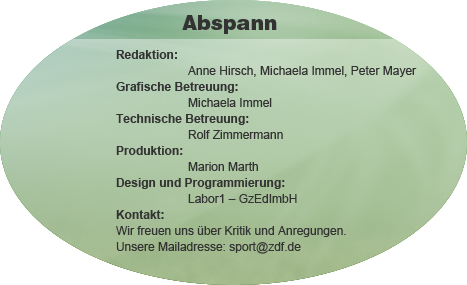 Abspann
Redaktion:
Anne Hirsch, Michaela Immel, Peter Mayer
Grafische Betreuung:
Michaela Immel
Technische Betreuung:
Rolf Zimmermann
Produktion:
Marion Marth
Design und Programmierung:
Labor1 – GzEdImbH
Kontakt:
Wir freuen uns über Kritik und Anregungen.
Unsere Mailadresse: sport@zdf.de